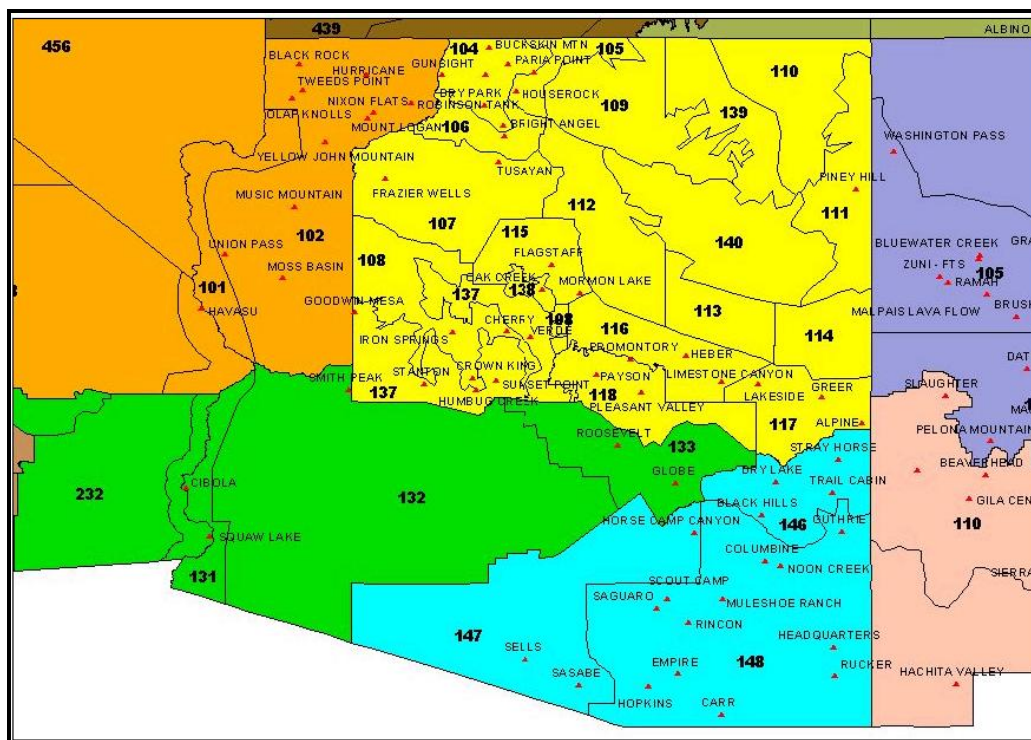 439
ALBINO
456
104
BUCKSKIN MTN
105
BLACK ROCK
HURRICANE
GUNSIGHT
PARIA POINT
110
TWEEDS POINT
DRY PARK
HOUSEROCK
NIXON FLATS
ROBINSON TANK
109
139
OLAF KNOLLS
MOUNT LOGAN
106
BRIGHT ANGEL
WASHINGTON PASS
YELLOW JOHN MOUNTAIN
TUSAYAN
FRAZIER WELLS
PINEY HILL
MUSIC MOUNTAIN
112
111
107
102
115
UNION PASS
FLAGSTAFF
BLUEWATER CREEK
GRA
108
140
ZUNI - FTS
105
MOSS BASIN
OAK CREEK
MORMON LAKE
RAMAH
101
137
138
GOODWIN MESA
HAVASU
113
MALPAIS LAVA FLOW
BRUSH
CHERRY
108
VERDE
116
114
IRON SPRINGS
PROMONTORY
HEBER
DAT
CROWN KING
STANTON
PAYSON
LIMESTONE CANYON
SMITH PEAK
137
SUNSET POINT
118
LAKESIDE
GREER
SLAUGHTER
HUMBUG CREEK
PLEASANT VALLEY
MA
117
ALPINE
PELONA MOUNTAIN
ROOSEVELT
133
STRAY HORSE
GLOBE
DRY LAKE
BEAVERHEAD
CIBOLA
TRAIL CABIN
232
132
BLACK HILLS
GILA CEN
HORSE CAMP CANYON
146
GUTHRIE
110
SQUAW LAKE
COLUMBINE
NOON CREEK
131
SCOUT CAMP
SIERRA
SAGUARO
MULESHOE RANCH
RINCON
147
HEADQUARTERS
SELLS
EMPIRE
148
RUCKER
SASABE
HACHITA VALLEY
HOPKINS
CARR